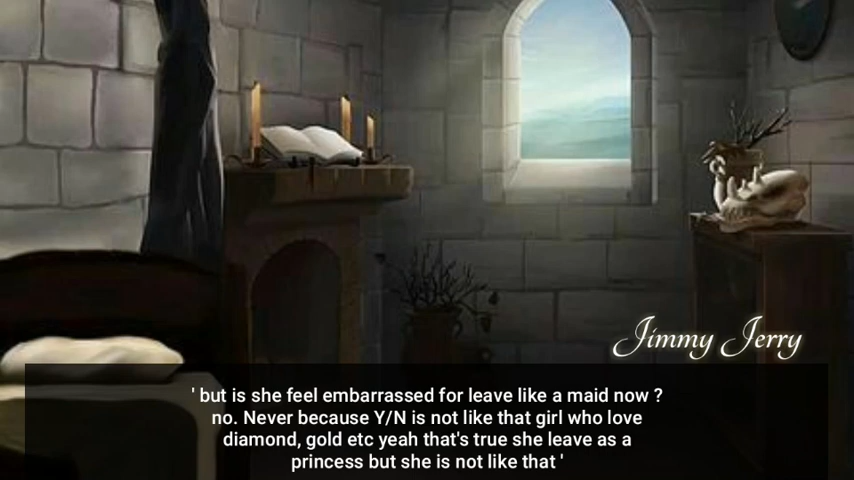 Jimmy Jerry
' but is she feel embarrassed for leave like a maid now ?
no. Never because Y/N is not like that girl who love
diamond, gold etc yeah that's true she leave as a
princess but she is not like that '